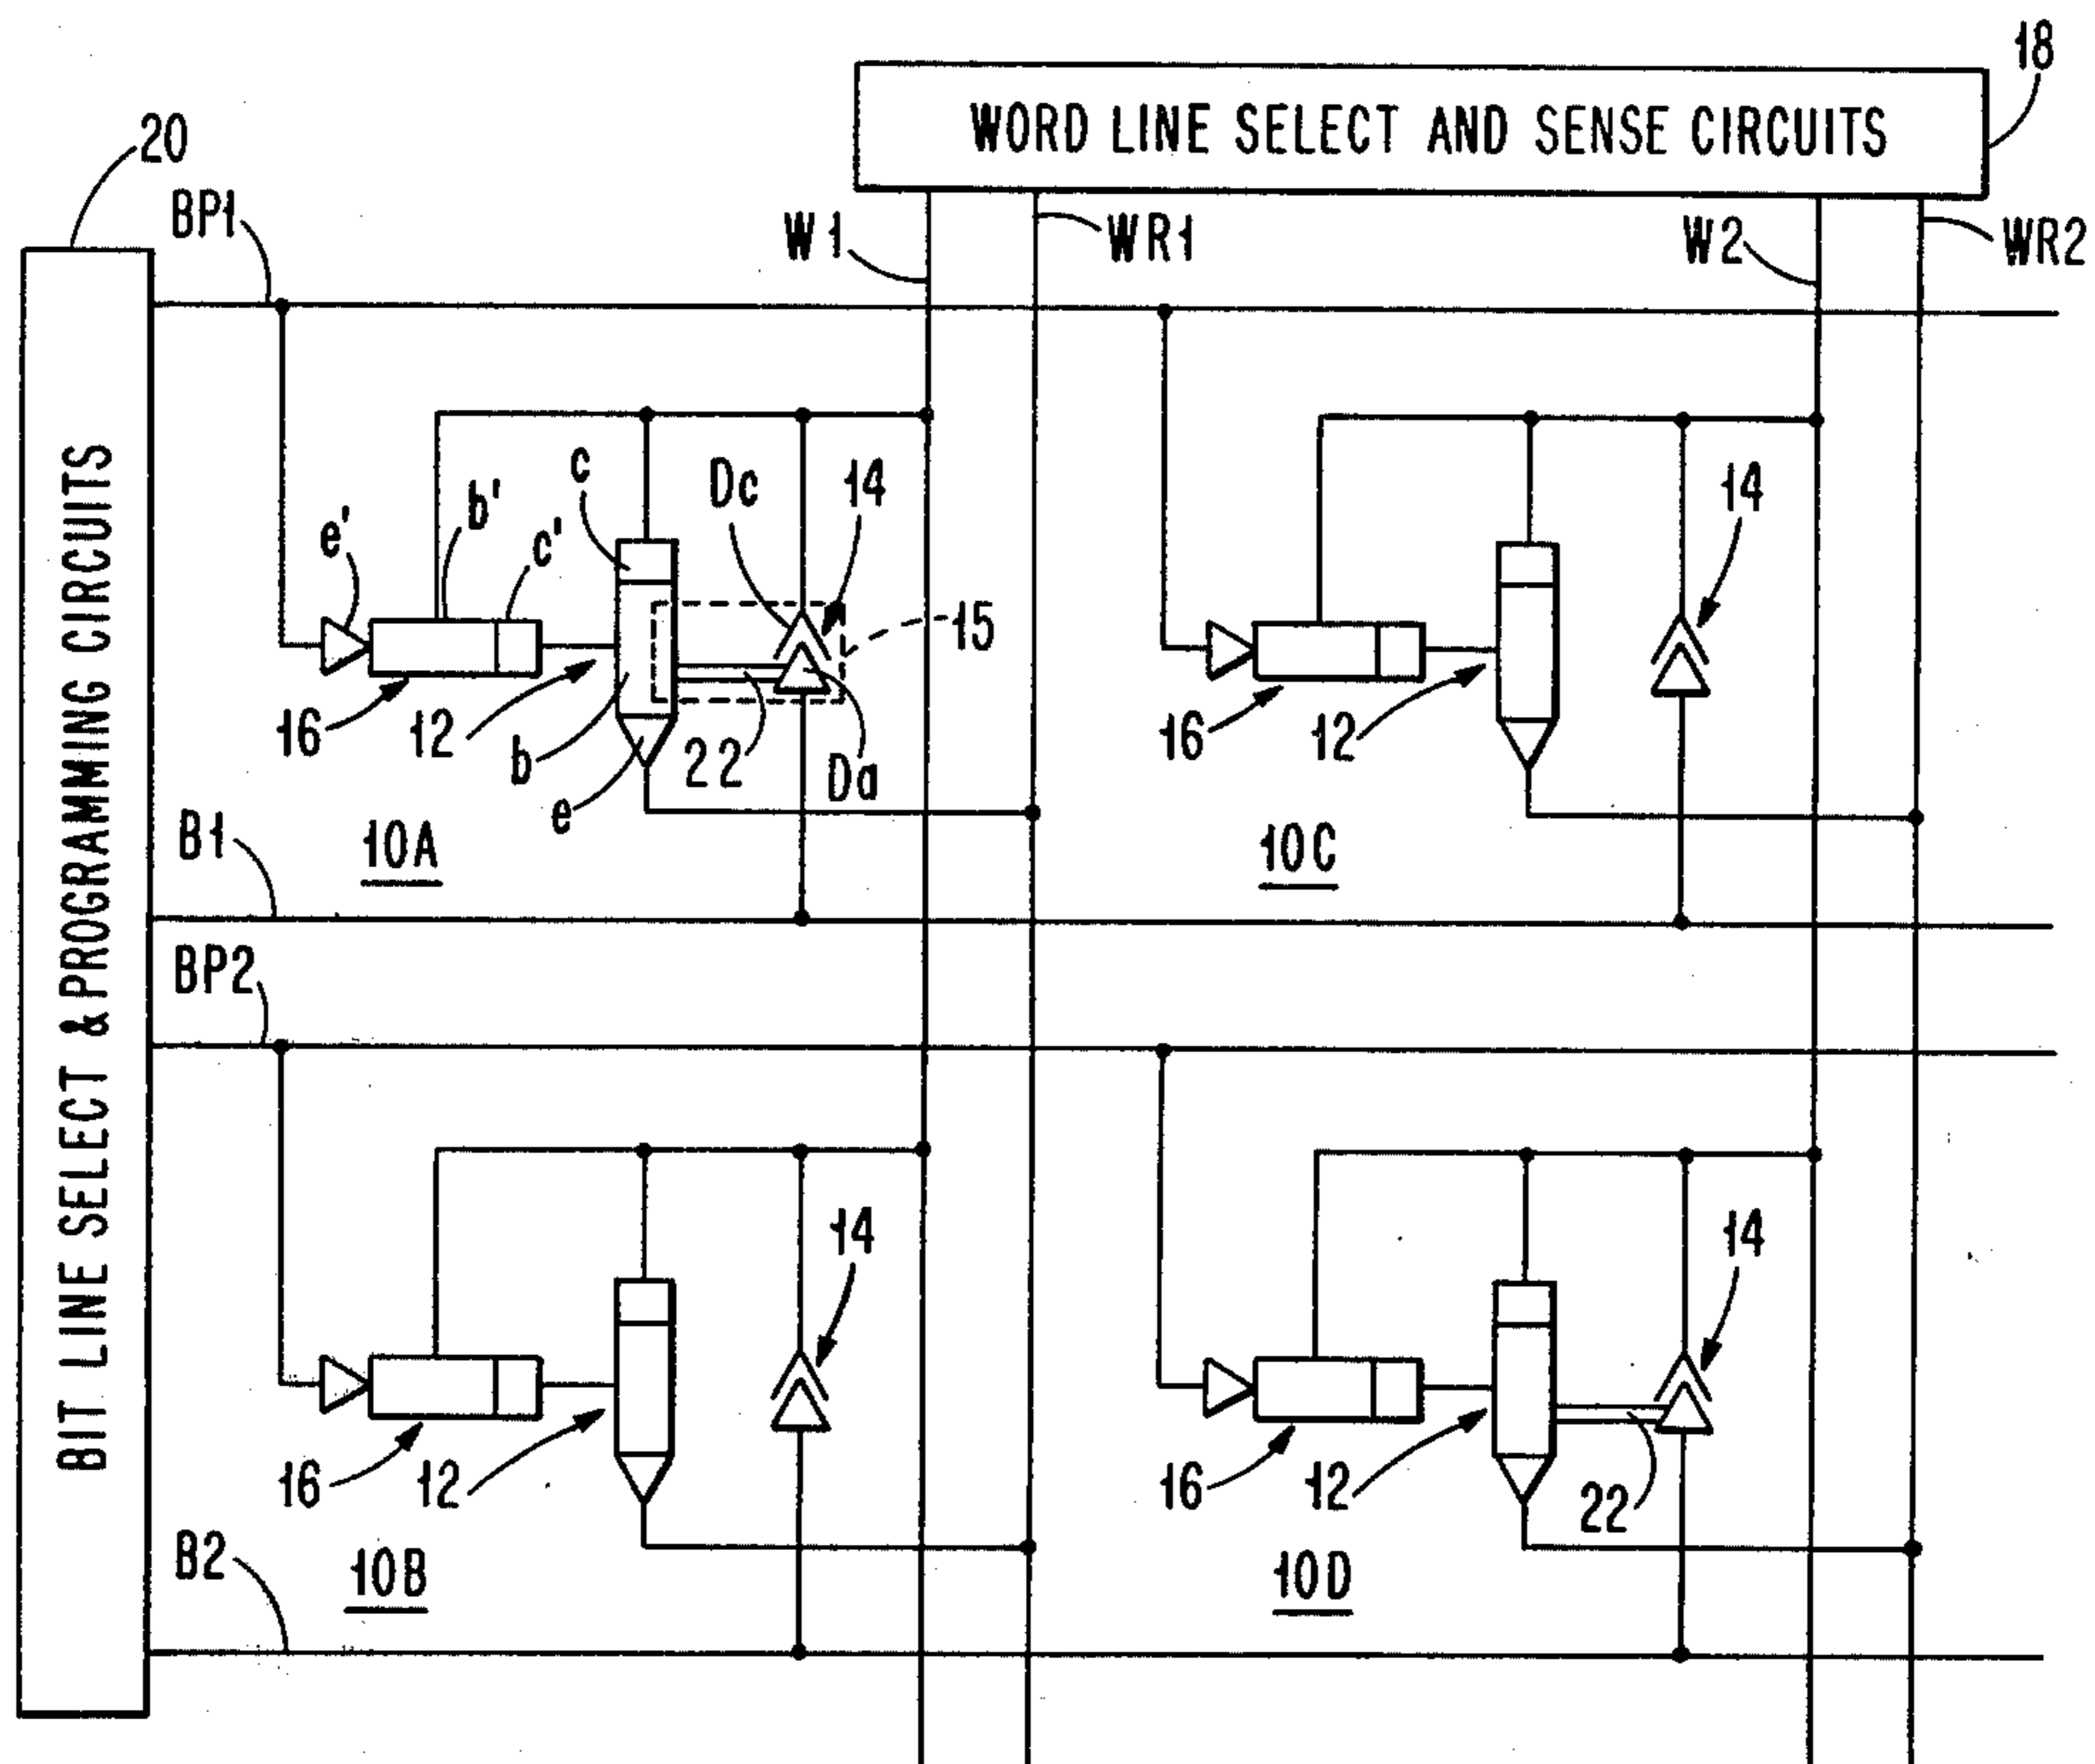 18
WORD LINE SELECT AND SENSE CIRCUITS
20
BP1
W1
WR1
W2
WR2
BIT LINE SELECT & PROGRAMMING CIRCUITS
e'
b'
c'
c
Dc
14
15
14
16
12
b
e
22
Da
16
12
B1
10A
10C
BP2
14
14
16
12
16
12
22
B2
10B
10D